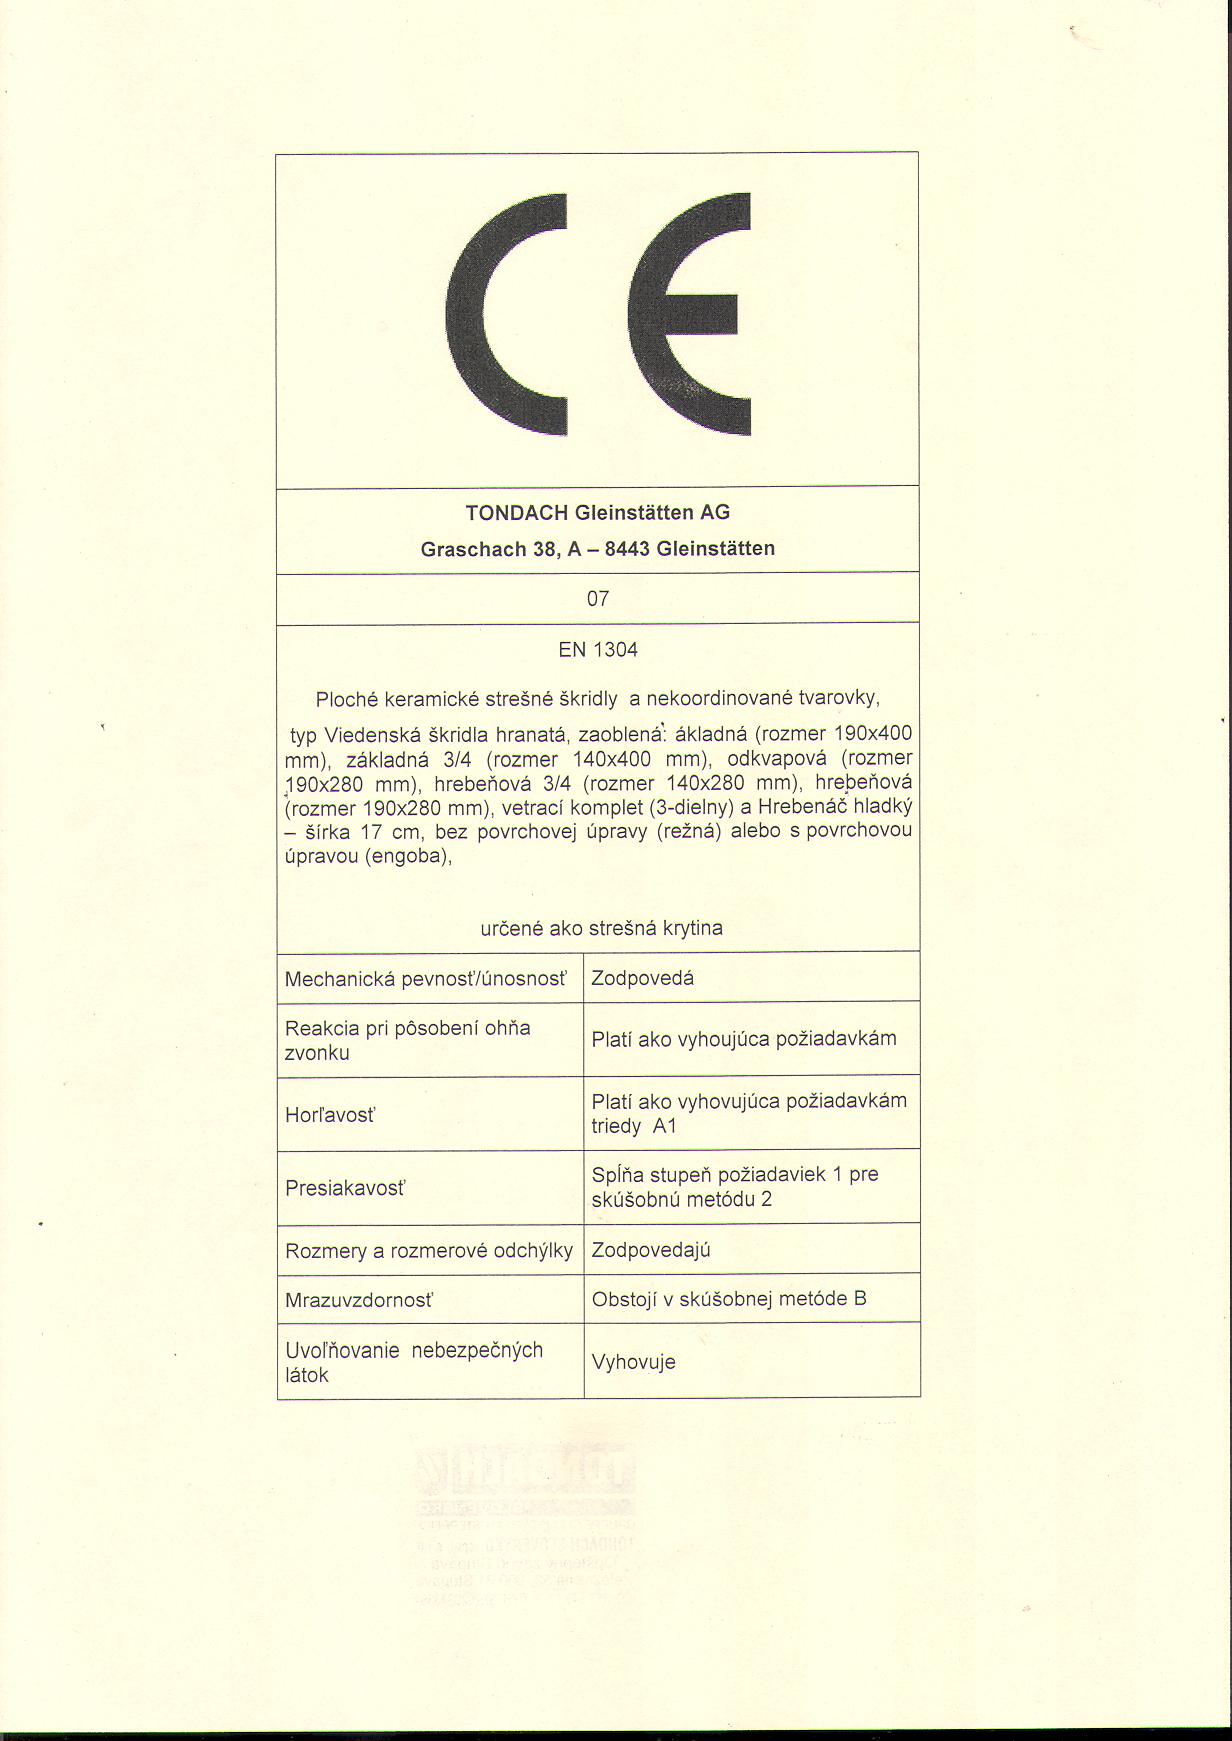 CE
TONDACH Gleinstätten AG
Graschach 38, A – 8443 Gleinstätten
07
EN 1304
Ploché keramické strešné škridly a nekoordinované tvarovky,
typ Viedenská škridla hranatá, zaoblená: ákladná (rozmer 190x400
mm), základná 3/4 (rozmer 140x400 mm), odkvapová (rozmer
190x280 mm), hrebeňová 3/4 (rozmer 140x280 mm), hrebeňová
(rozmer 190x280 mm), vetrací komplet (3-dielny) a Hrebenáč hladký
– šírka 17 cm, bez povrchovej úpravy (režná) alebo s povrchovou
úpravou (engoba),
určené ako strešná krytina
Mechanická pevnosť/únosnosť Zodpovedá
Reakcia pri pôsobení ohňa
zvonku
Platí ako vyhoujúca požiadavkám
Horľavosť
Platí ako vyhovujúca požiadavkám
triedy A1
Presiakavosť
Spĺňa stupeň požiadaviek 1 pre
skúšobnú metódu 2
Rozmery a rozmerové odchýlky Zodpovedajú
Mrazuvzdornosť Obstojí v skúšobnej metóde B
Uvoľňovanie nebezpečných
látok
Vyhovuje